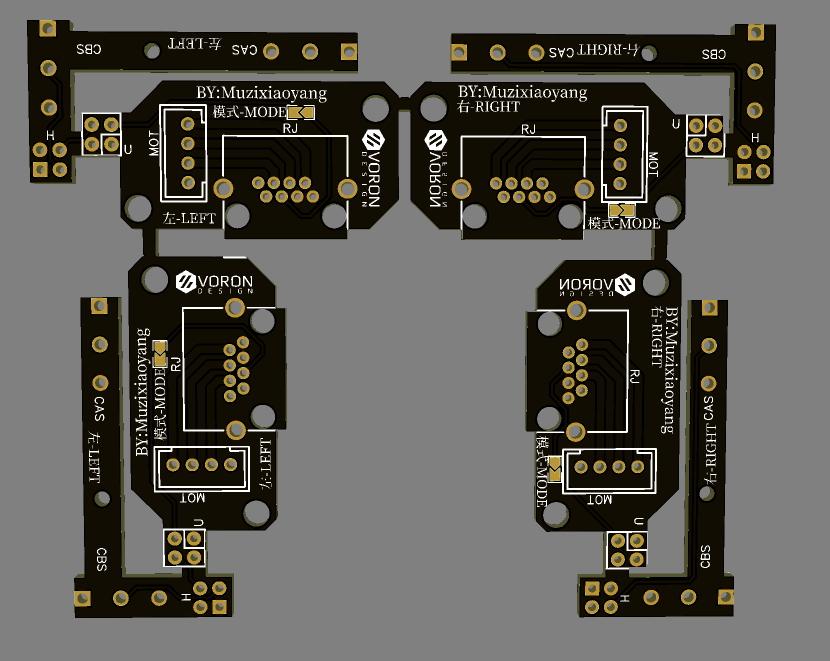 CBS
左-LEFT
CAS
CAS
右-RIGHT
CBS
BY:Muzixiaoyang
模式-MODE
RJ
MOT
H
U
VORON
DESIGN
左-LEFT
BY:Muzixiaoyang
右-RIGHT
RJ
MOT
U
H
VORON
DESIGN
模式-MODE
VORON
DESIGN
BY:Muzixiaoyang
模式-MODE
RJ
左-LEFT
MOT
CAS
左-LEFT
CBS
U
H
VORON
DESIGN
BY:Muzixiaoyang
右-RIGHT
RJ
模式-MODE
MOT
CAS
右-RIGHT
CBS
U
H